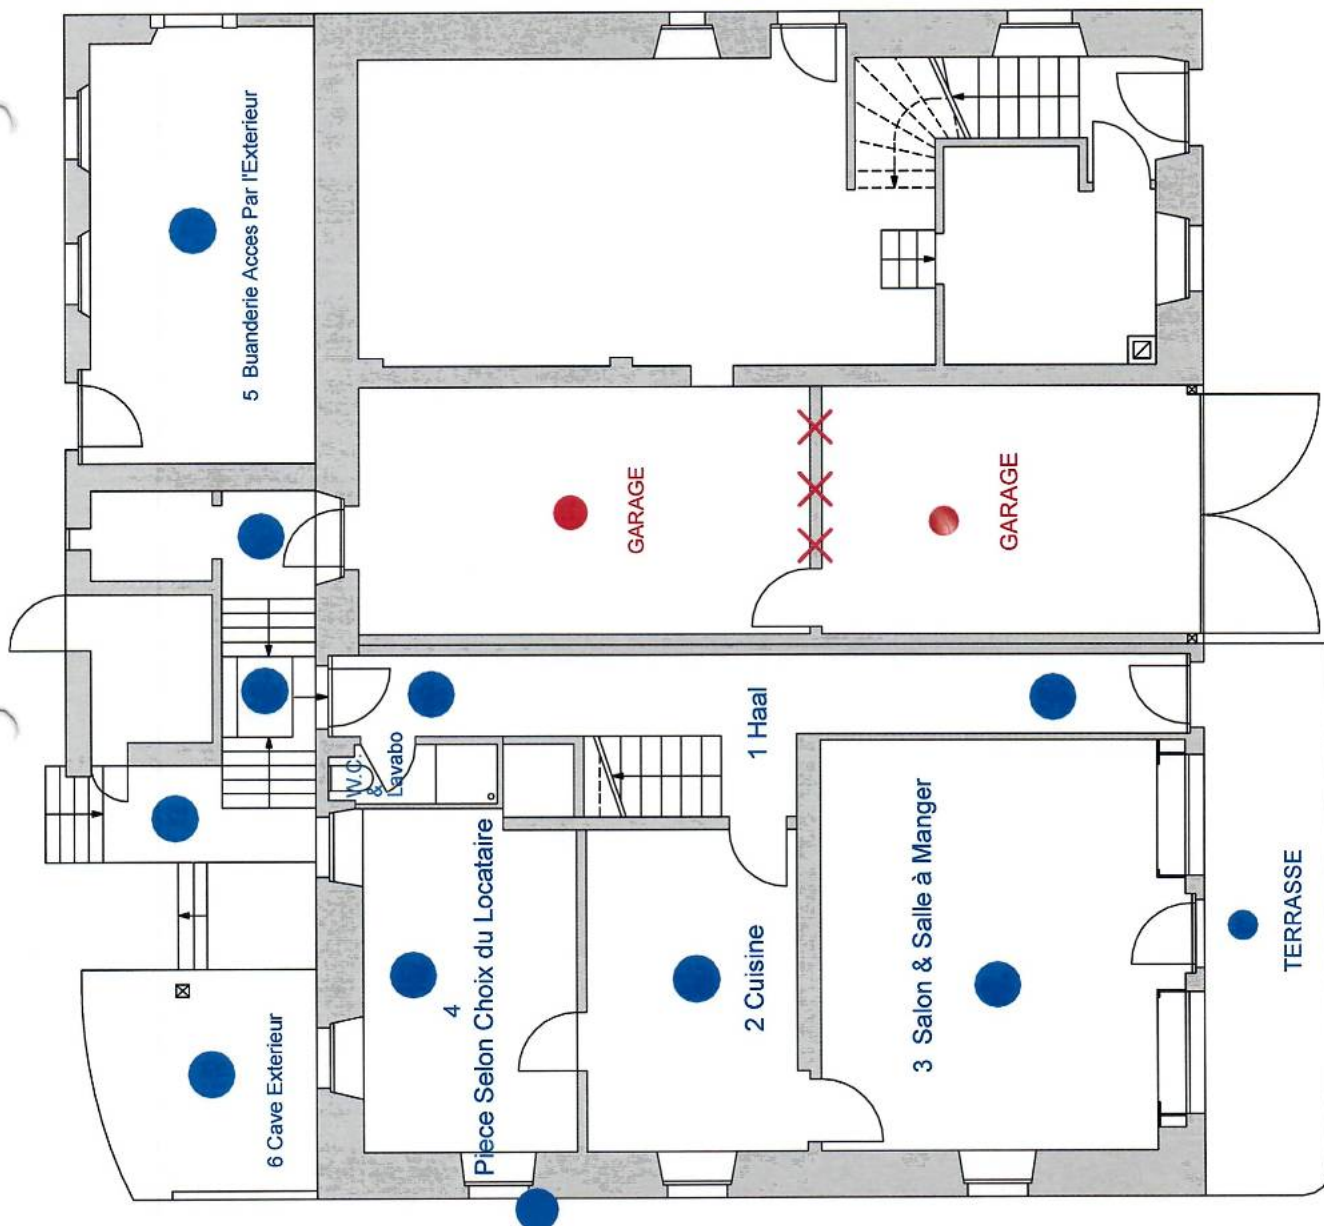 5 Buanderie Acces Par l'Exterieur
GARAGE
GARAGE
1 Haal
W.C.
&
Lavabo
4
Piece Selon Choix du Locataire
2 Cuisine
3 Salon & Salle à Manger
6 Cave Exterieur
TERRASSE